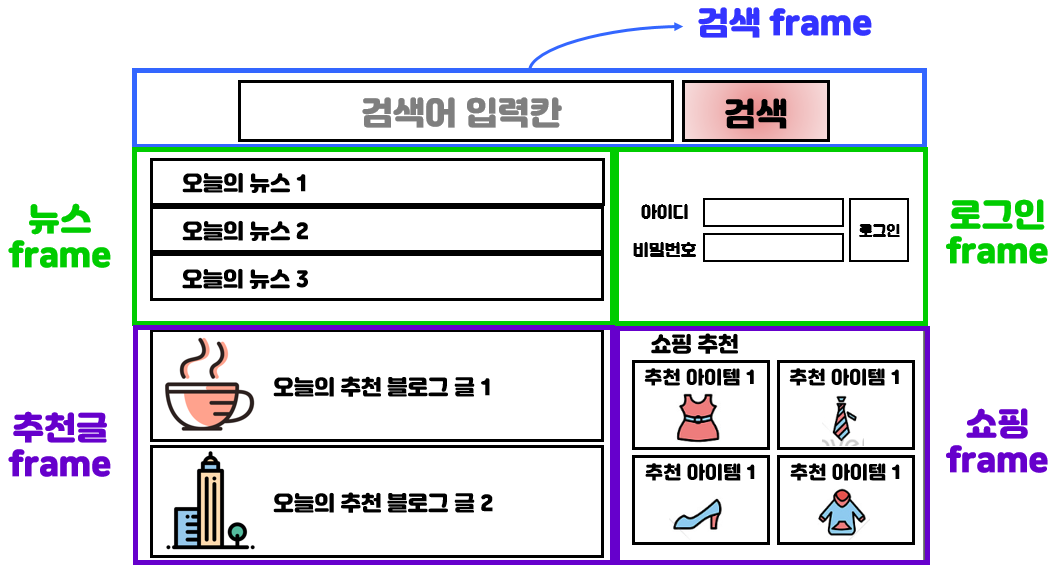 검색 frame
검색어 입력칸
검색
뉴스
frame
오늘의 뉴스 1
오늘의 뉴스 2
오늘의 뉴스 3
아이디
비밀번호
로그인
로그인
frame
추천글
frame
오늘의 추천 블로그 글 1
오늘의 추천 블로그 글 2
쇼핑 추천
추천 아이템 1
추천 아이템 1
추천 아이템 1
추천 아이템 1
쇼핑
frame